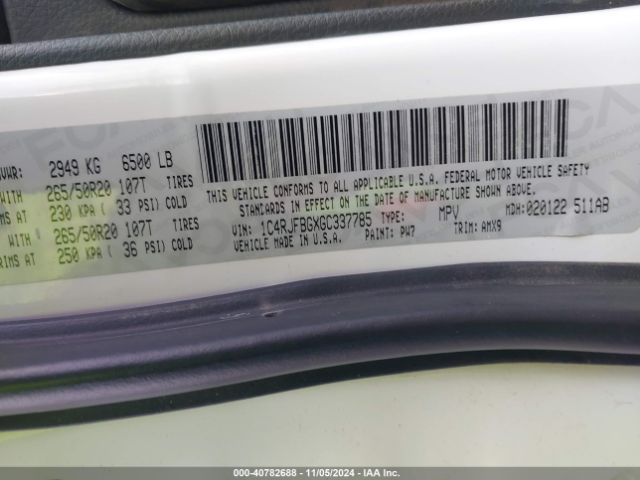 VWR: 2949 KG 6500 LB
WITH 265/50R20 107T TIRES
RIMS AT 230 KPA ( 33 PSI) COLD
WITH 265/50R20 107T TIRES
RIMS AT 250 KPA ( 36 PSI) COLD
THIS VEHICLE CONFORMS TO ALL APPLICABLE U.S.A. FEDERAL MOTOR VEHICLE SAFETY
STANDARDS IN EFFECT ON THE DATE OF MANUFACTURE SHOWN ABOVE.
VIN: 1C4RJFBGXGC337785 TYPE: MPV MDH: 020122 511AB
VEHICLE MADE IN U.S.A. PAINT: PW7 TRIM: AMX9
STOCK: 40782688 - 11/05/2024 - IAA Inc.